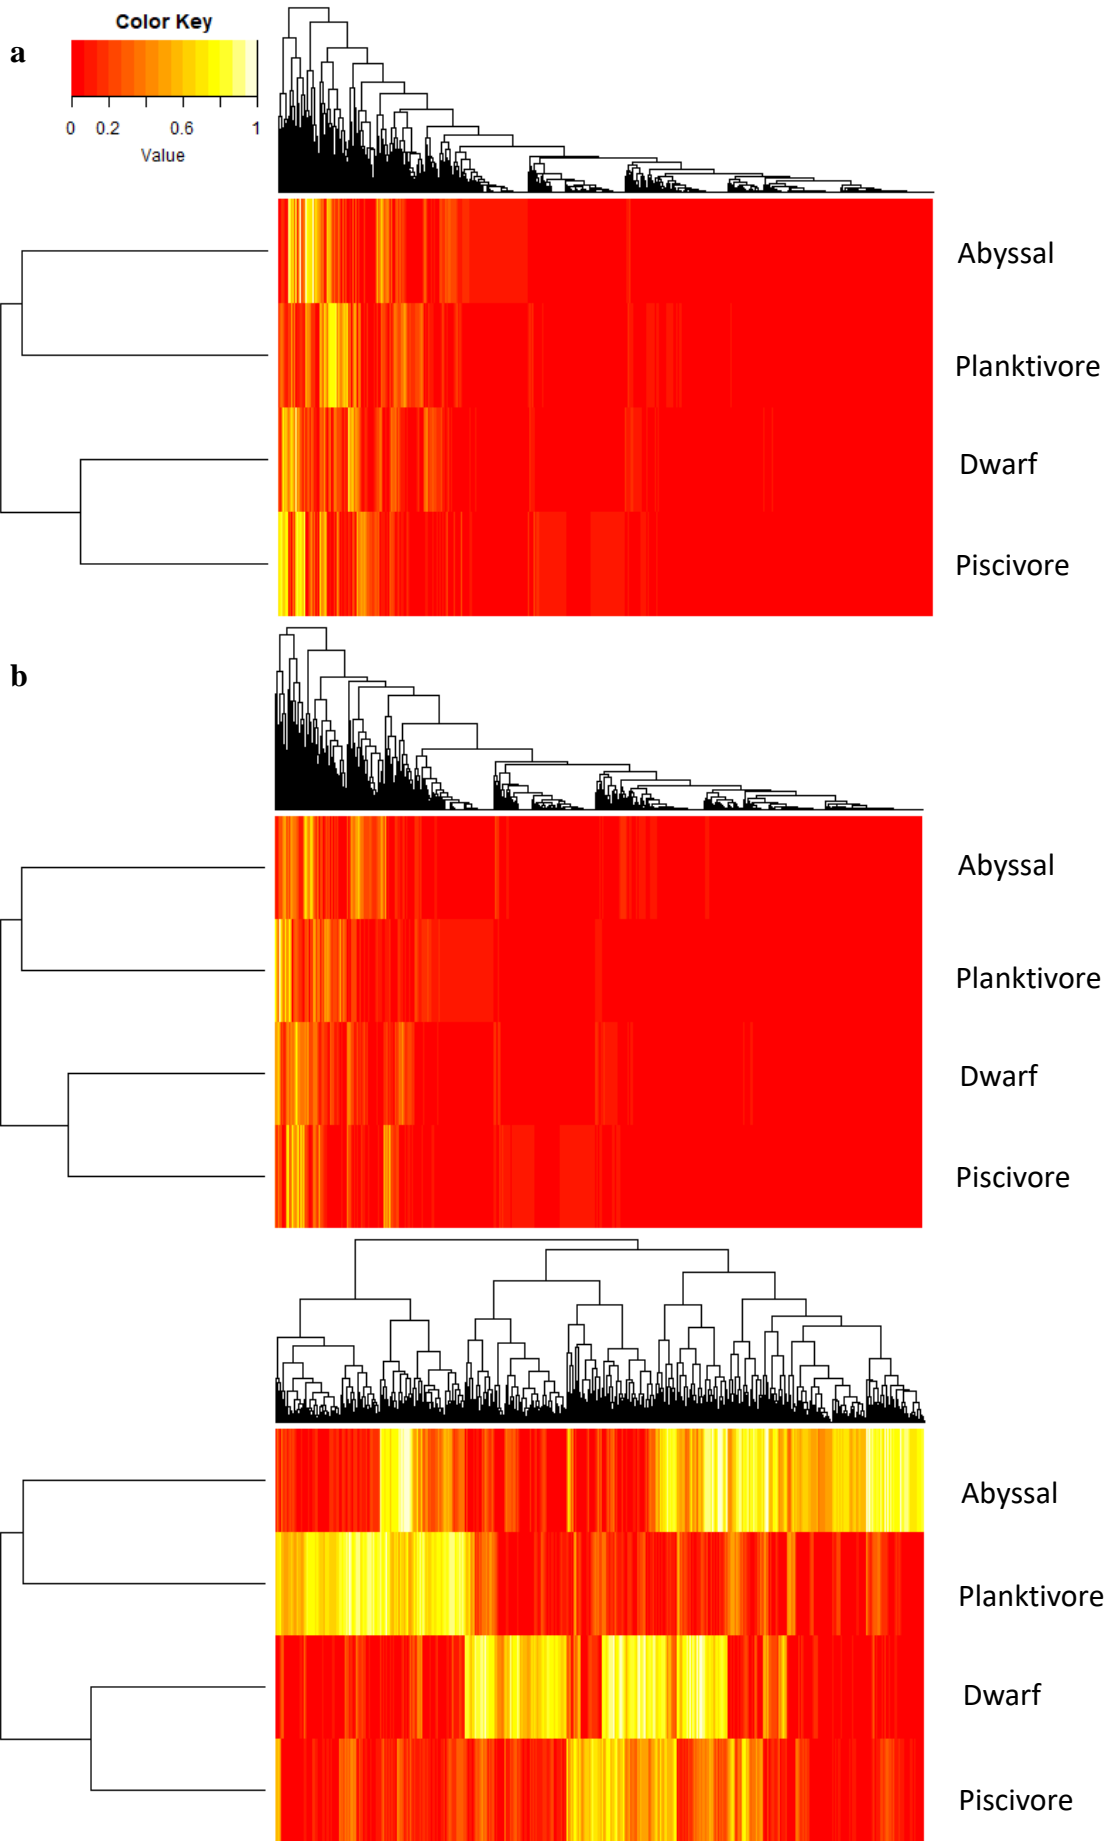 a
Color Key
0 0.2 0.6 1
Value
Abyssal
Planktivore
Dwarf
Piscivore
b
Abyssal
Planktivore
Dwarf
Piscivore
Abyssal
Planktivore
Dwarf
Piscivore